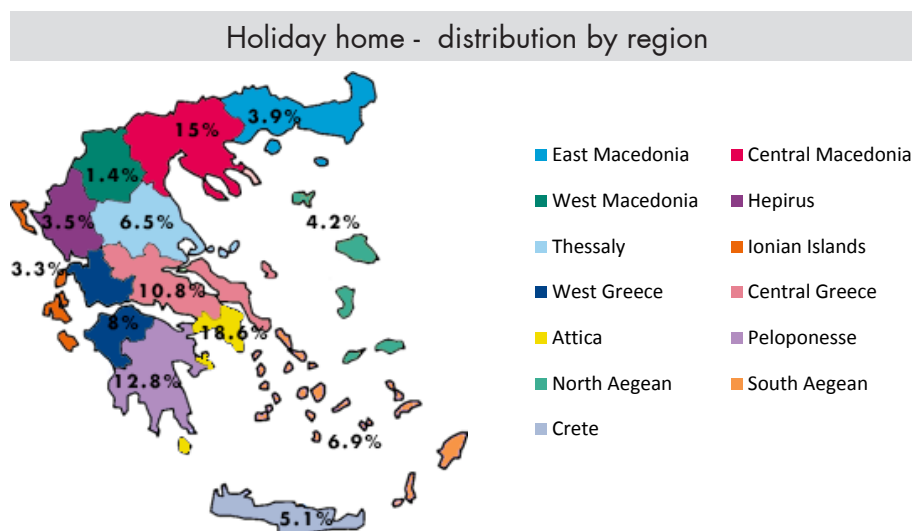 Holiday home - distribution by region
3.9%
15%
1.4%
3.5%
6.5%
4.2%
3.3%
10.8%
8%
18.6%
12.8%
6.9%
5.1%
East Macedonia
Central Macedonia
West Macedonia
Hepirus
Thessaly
Ionian Islands
West Greece
Central Greece
Attica
Peloponesse
North Aegean
South Aegean
Crete